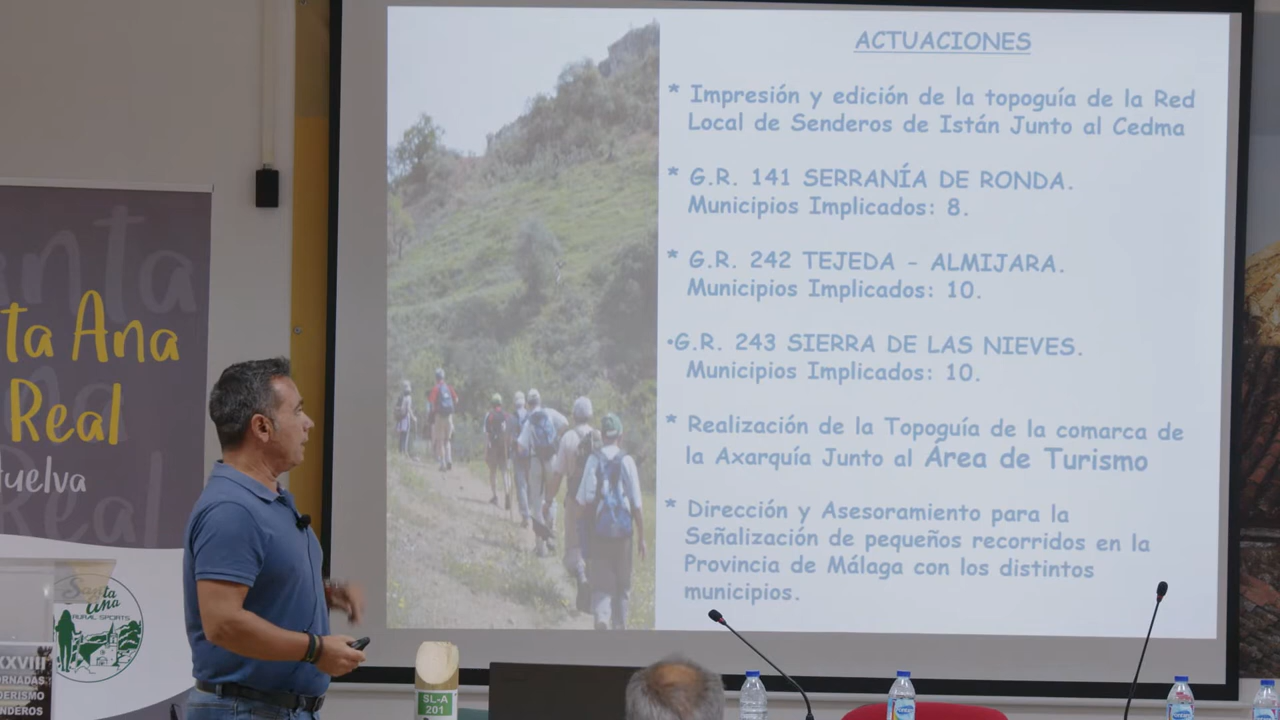 ACTUACIONES
* Impresión y edición de la topoguía de la Red
Local de Senderos de Istán Junto al Cedma
* G.R. 141 SERRANÍA DE RONDA.
Municipios Implicados: 8.
* G.R. 242 TEJEDA - ALMIJARA.
Municipios Implicados: 10.
•G.R. 243 SIERRA DE LAS NIEVES.
Municipios Implicados: 10.
* Realización de la Topoguía de la comarca de
la Axarquía Junto al Área de Turismo
* Dirección y Asesoramiento para la
Señalización de pequeños recorridos en la
Provincia de Málaga con los distintos
municipios.
ta Ana
Real
uelva
Santa
Ana
RURAL SPORTS
XXVIII
ORNADAS
DERISMO
NDEROS
SL-A
201